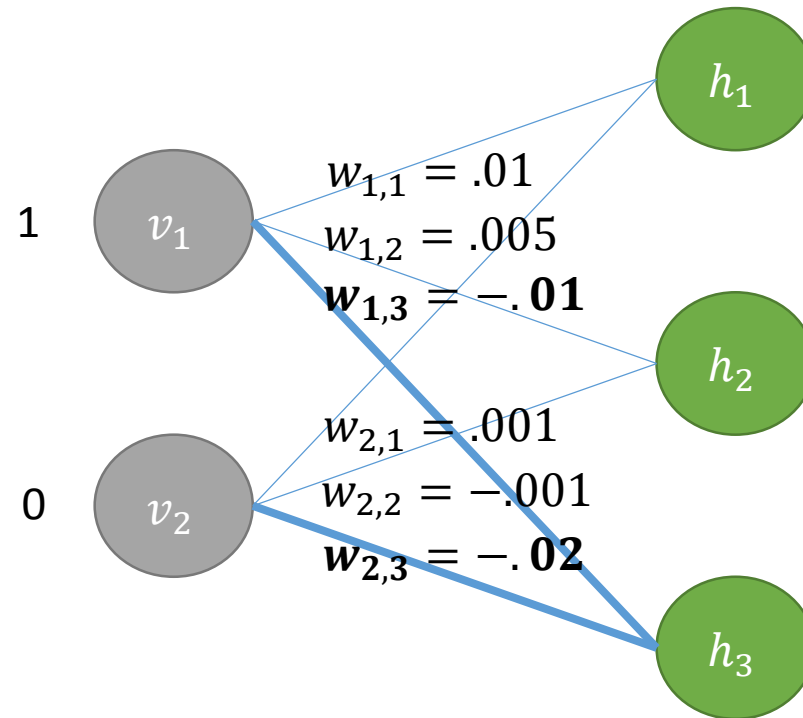 h₁
w₁,₁ = .01
1
v₁
w₁,₂ = .005
w₁,₃ = −.01
h₂
w₂,₁ = .001
0
v₂
w₂,₂ = −.001
w₂,₃ = −.02
h₃